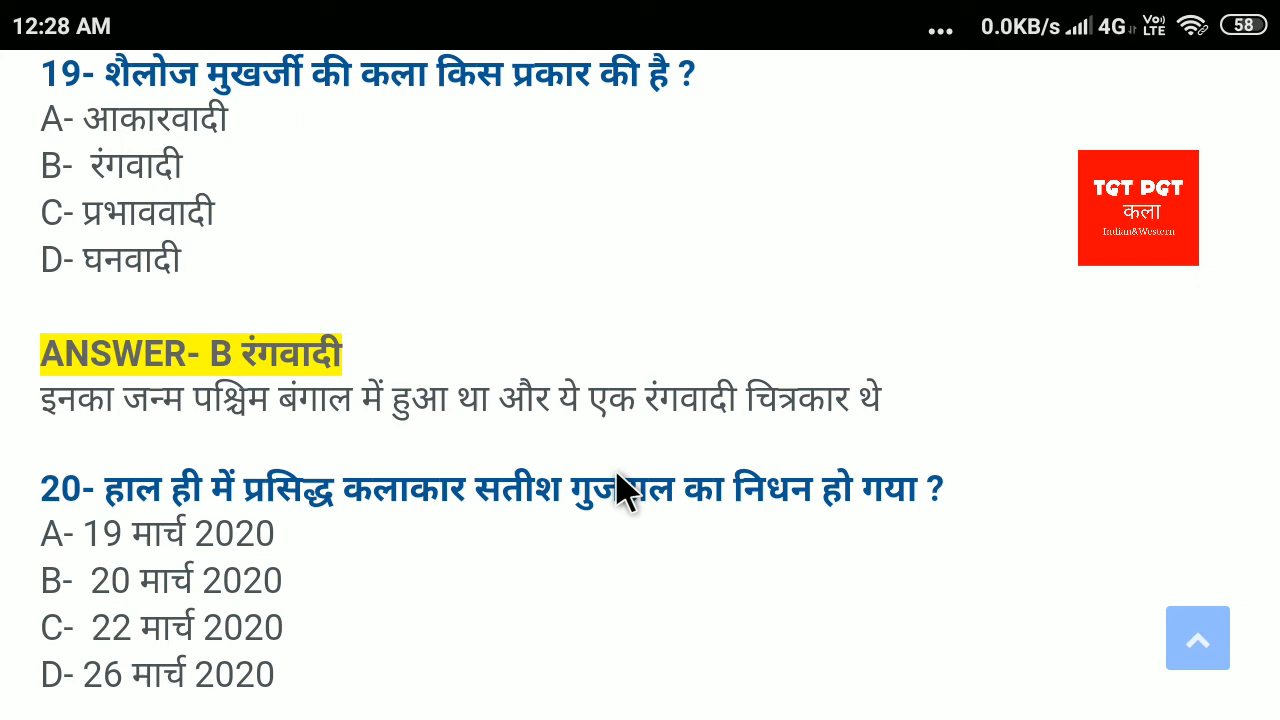 12:28 AM ... 0.0KB/s 4G Vo) LTE 58
19- शैलोज मुखर्जी की कला किस प्रकार की है ?
A- आकारवादी
B- रंगवादी
C- प्रभाववादी
D- घनवादी
TGT PGT
कला
Indian&Western
ANSWER- B रंगवादी
इनका जन्म पश्चिम बंगाल में हुआ था और ये एक रंगवादी चित्रकार थे
20- हाल ही में प्रसिद्ध कलाकार सतीश का निधन हो गया ?
A- 19 मार्च 2020
B- 20 मार्च 2020
C- 22 मार्च 2020
D- 26 मार्च 2020